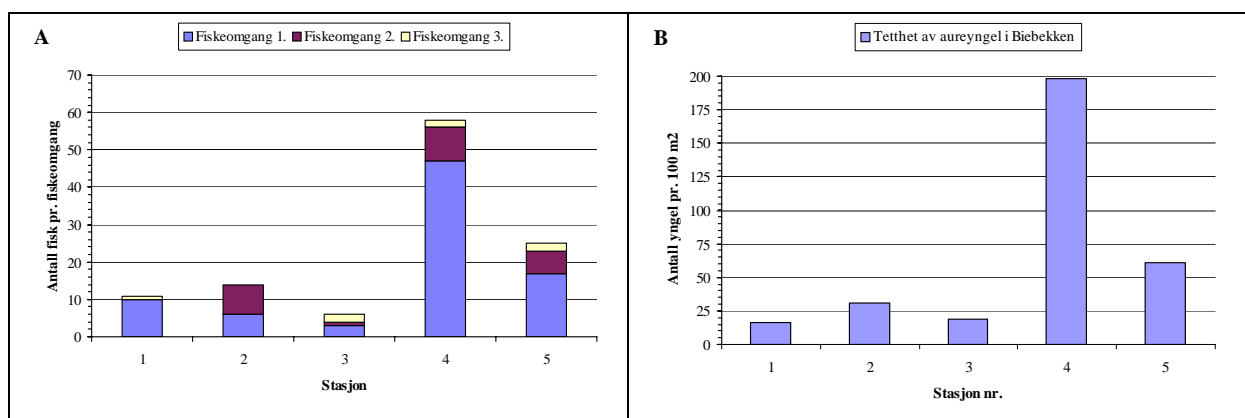 A
Fiskeomgang 1. Fiskeomgang 2. Fiskeomgang 3.
Antall fisk pr. fiskeomgang
70
60
50
40
30
20
10
0
1 2 3 4 5
Stasjon
B
Tetthet av aureyngel i Biebekken
Antall yngel pr. 100 m2
200
175
150
125
100
75
50
25
0
1 2 3 4 5
Stasjon nr.